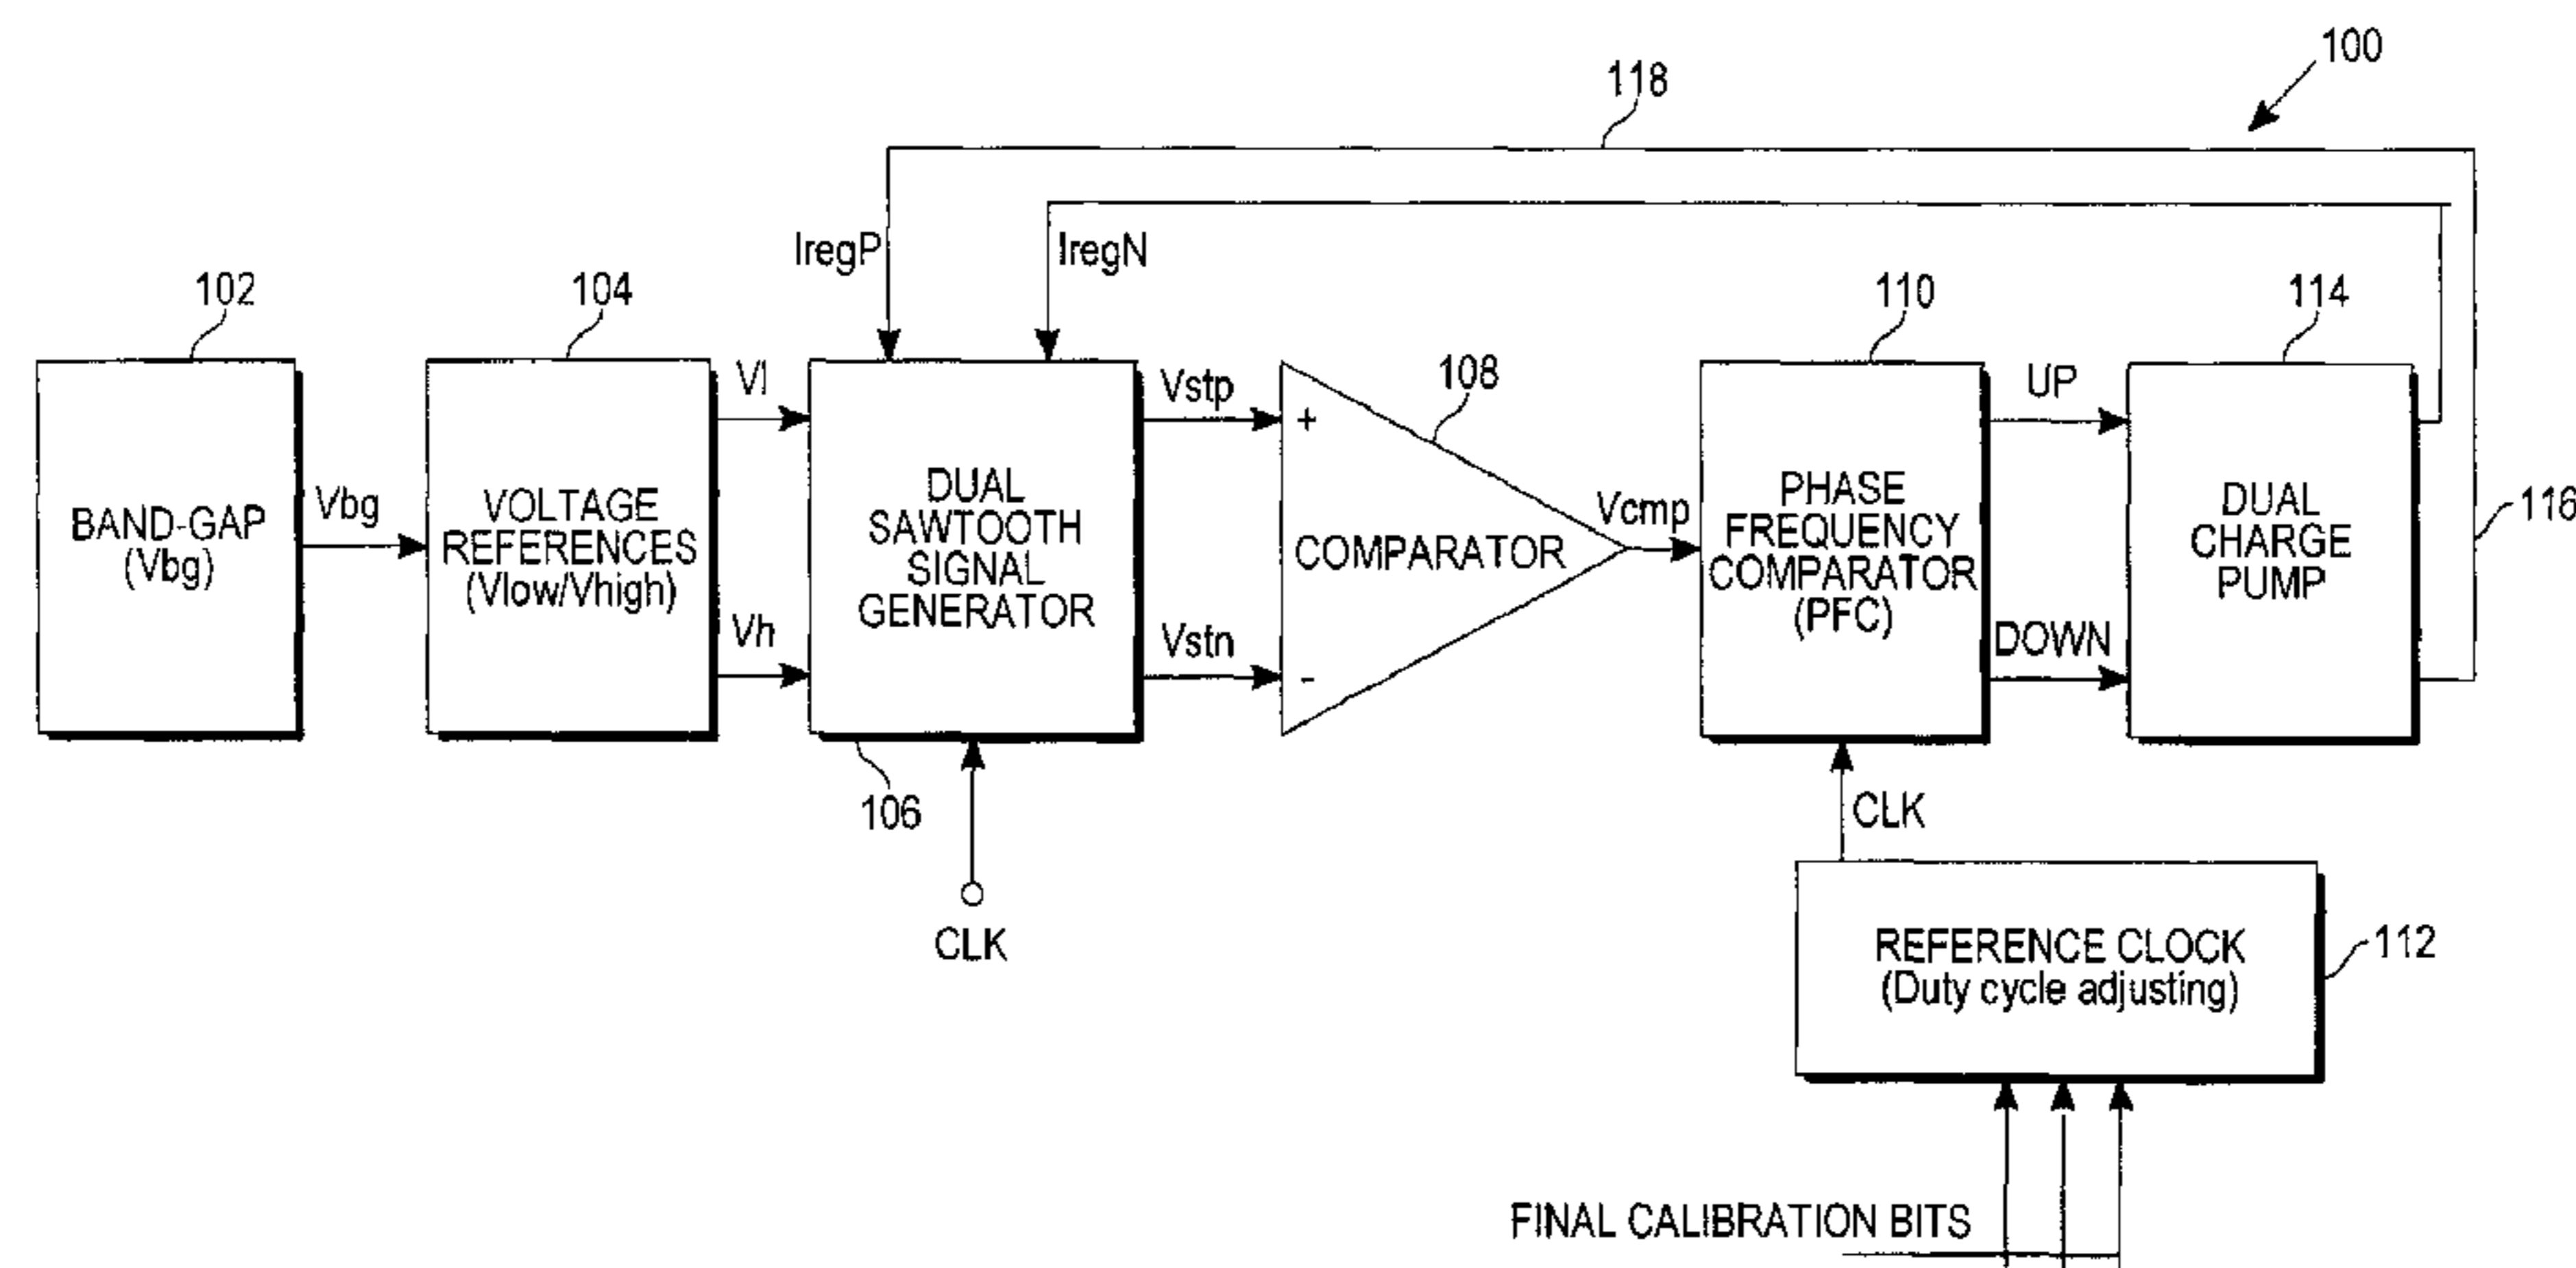 100
118
IregP
IregN
102
104
110
114
108
Vl
Vstp
UP
+
BAND-GAP
(Vbg)
Vbg
VOLTAGE
REFERENCES
(Vlow/Vhigh)
DUAL
SAWTOOTH
SIGNAL
GENERATOR
COMPARATOR
Vcmp
PHASE
FREQUENCY
COMPARATOR
(PFC)
DUAL
CHARGE
PUMP
116
Vh
Vstn
-
DOWN
106
CLK
CLK
REFERENCE CLOCK
(Duty cycle adjusting)
112
FINAL CALIBRATION BITS